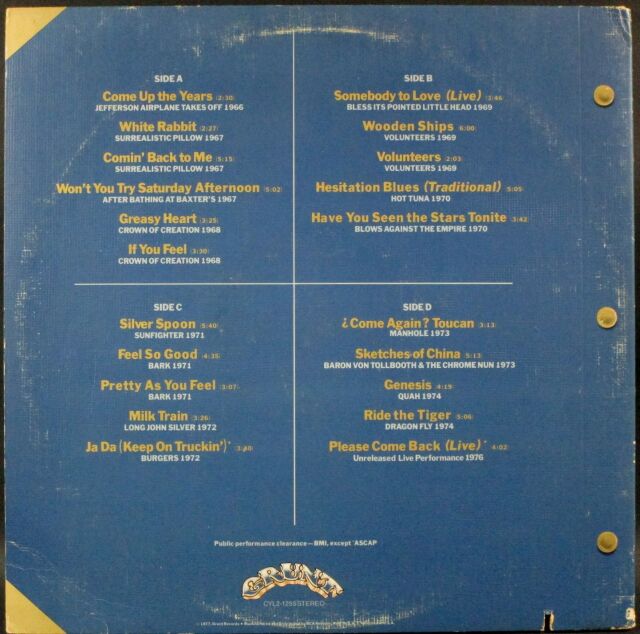 SIDE A
Come Up the Years (2:30)
JEFFERSON AIRPLANE TAKES OFF 1966
White Rabbit (2:27)
SURREALISTIC PILLOW 1967
Comin' Back to Me (5:15)
SURREALISTIC PILLOW 1967
Won't You Try Saturday Afternoon (5:02)
AFTER BATHING AT BAXTER'S 1967
Greasy Heart (3:25)
CROWN OF CREATION 1968
If You Feel (3:30)
CROWN OF CREATION 1968
SIDE B
Somebody to Love (Live) (3:46
BLESS ITS POINTED LITTLE HEAD 1969
Wooden Ships (6:00)
VOLUNTEERS 1969
Volunteers (2:03)
VOLUNTEERS 1969
Hesitation Blues (Traditional) (5:05)
HOT TUNA 1970
Have You Seen the Stars Tonite (3:42)
BLOWS AGAINST THE EMPIRE 1970
SIDE C
Silver Spoon (5:40)
SUNFIGHTER 1971
Feel So Good (4:35)
BARK 1971
Pretty As You Feel (3:07)
BARK 1971
Milk Train (3:26)
LONG JOHN SILVER 1972
Ja Da (Keep On Truckin')* (3:40)
BURGERS 1972
SIDE D
¿Come Again? Toucan (3:13)
MANHOLE 1973
Sketches of China (5:13)
BARON VON TOLLBOOTH & THE CHROME NUN 1973
Genesis (4:19)
QUAH 1974
Ride the Tiger (5:06)
DRAGON FLY 1974
Please Come Back (Live)* (4:02)
Unreleased Live Performance 1976
Public performance clearance—BMI, except *ASCAP
GRUNT
CYL2-1255 STEREO
© 1977, Grunt Records